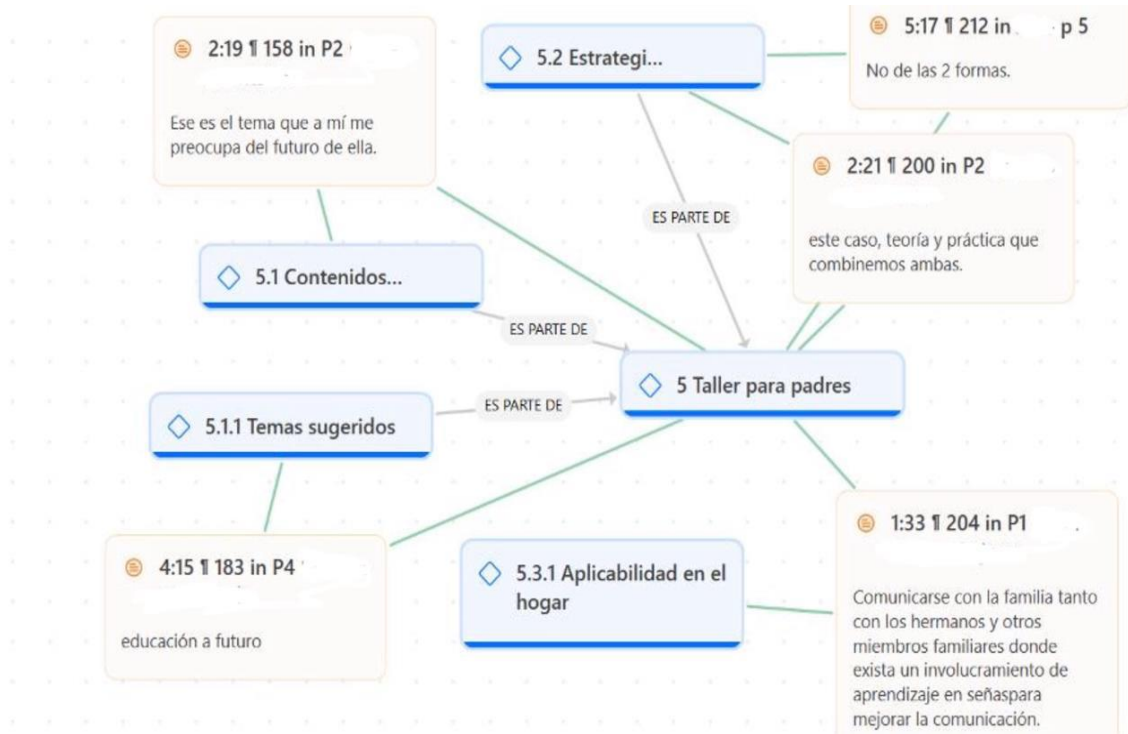 2:19 ¶ 158 in P2
Ese es el tema que a mí me
preocupa del futuro de ella.
5.2 Estrategi...
5:17 ¶ 212 in p 5
No de las 2 formas.
2:21 ¶ 200 in P2
este caso, teoría y práctica que
combinemos ambas.
ES PARTE DE
5.1 Contenidos...
ES PARTE DE
5 Taller para padres
5.1.1 Temas sugeridos
ES PARTE DE
4:15 ¶ 183 in P4
educación a futuro
5.3.1 Aplicabilidad en el
hogar
1:33 ¶ 204 in P1
Comunicarse con la familia tanto
con los hermanos y otros
miembros familiares donde
exista un involucramiento de
aprendizaje en señaspara
mejorar la comunicación.